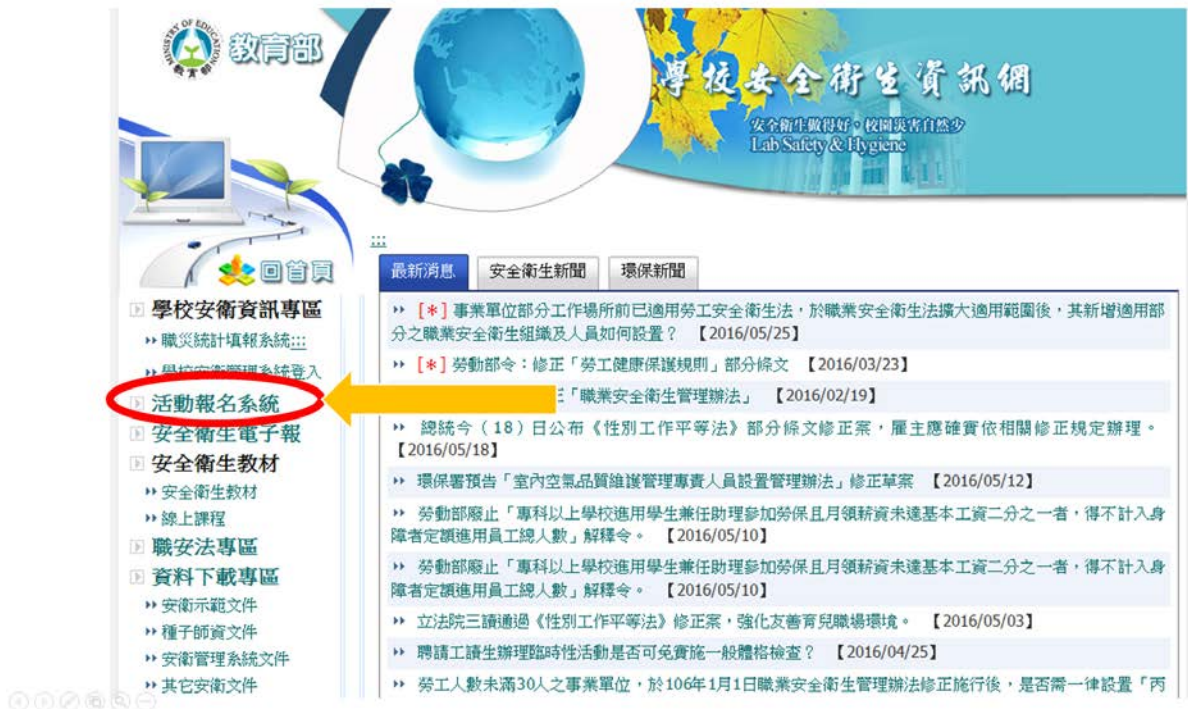 MINISTRY OF EDUCATION
教育部
教育部
學校安全衛生資訊網
安全衛生做得好，校園災害自然少
Lab Safety & Hygiene
回首頁
:::
最新消息 安全衛生新聞 環保新聞
學校安衛資訊專區
職災統計填報系統:::
學校安衛管理系統登入
活動報名系統
安全衛生電子報
安全衛生教材
安全衛生教材
線上課程
職安法專區
資料下載專區
安衛示範文件
種子師資文件
安衛管理系統文件
其它安衛文件
[*] 事業單位部分工作場所前已適用勞工安全衛生法，於職業安全衛生法擴大適用範圍後，其新增適用部
分之職業安全衛生組織及人員如何設置？ 【2016/05/25】
[*] 勞動部令：修正「勞工健康保護規則」部分條文 【2016/03/23】
「職業安全衛生管理辦法」 【2016/02/19】
總統今（18）日公布《性別工作平等法》部分條文修正案，雇主應確實依相關修正規定辦理。
【2016/05/18】
環保署預告「室內空氣品質維護管理專責人員設置管理辦法」修正草案 【2016/05/12】
勞動部廢止「專科以上學校進用學生兼任助理參加勞保且月領薪資未達基本工資二分之一者，得不計入身
障者定額進用員工總人數」解釋令。 【2016/05/10】
勞動部廢止「專科以上學校進用學生兼任助理參加勞保且月領薪資未達基本工資二分之一者，得不計入身
障者定額進用員工總人數」解釋令。 【2016/05/10】
立法院三讀通過《性別工作平等法》修正案，強化友善育兒職場環境。 【2016/05/03】
聘請工讀生辦理臨時性活動是否可免實施一般體格檢查？ 【2016/04/25】
勞工人數未滿30人之事業單位，於106年1月1日職業安全衛生管理辦法修正施行後，是否需一律設置「丙